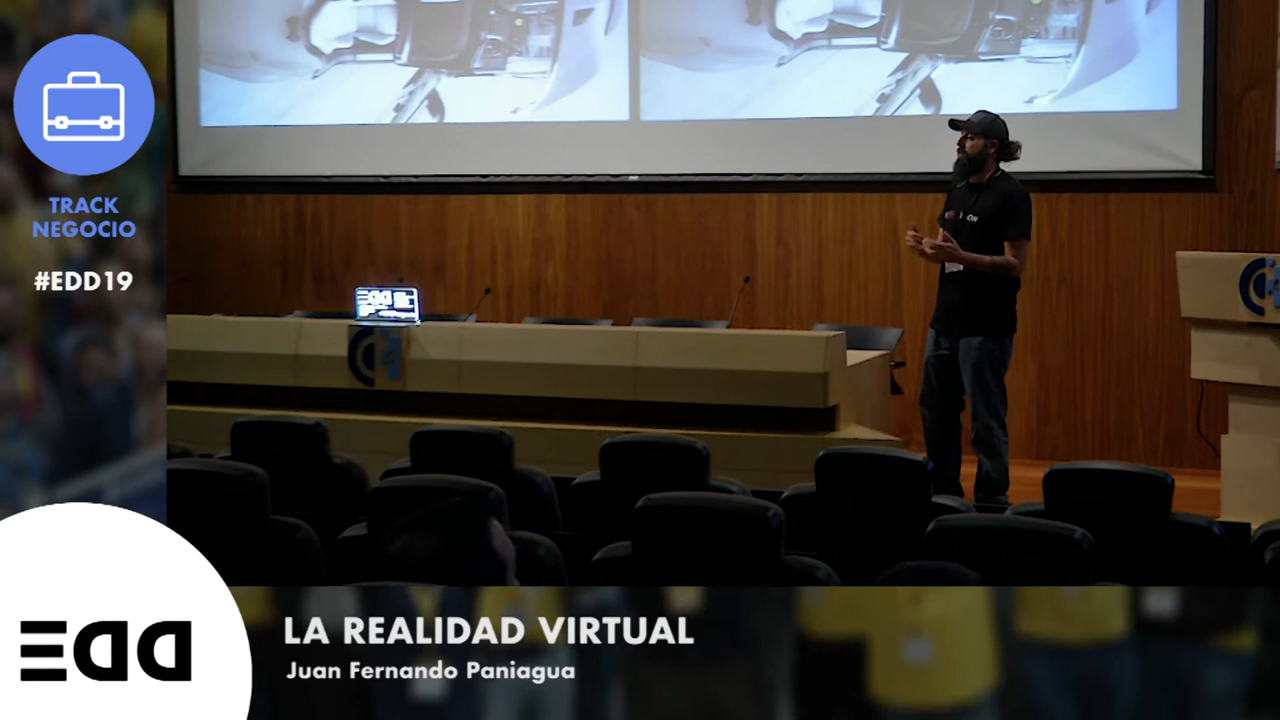 TRACK
NEGOCIO
#EDD19
EDD
LA REALIDAD VIRTUAL
Juan Fernando Paniagua